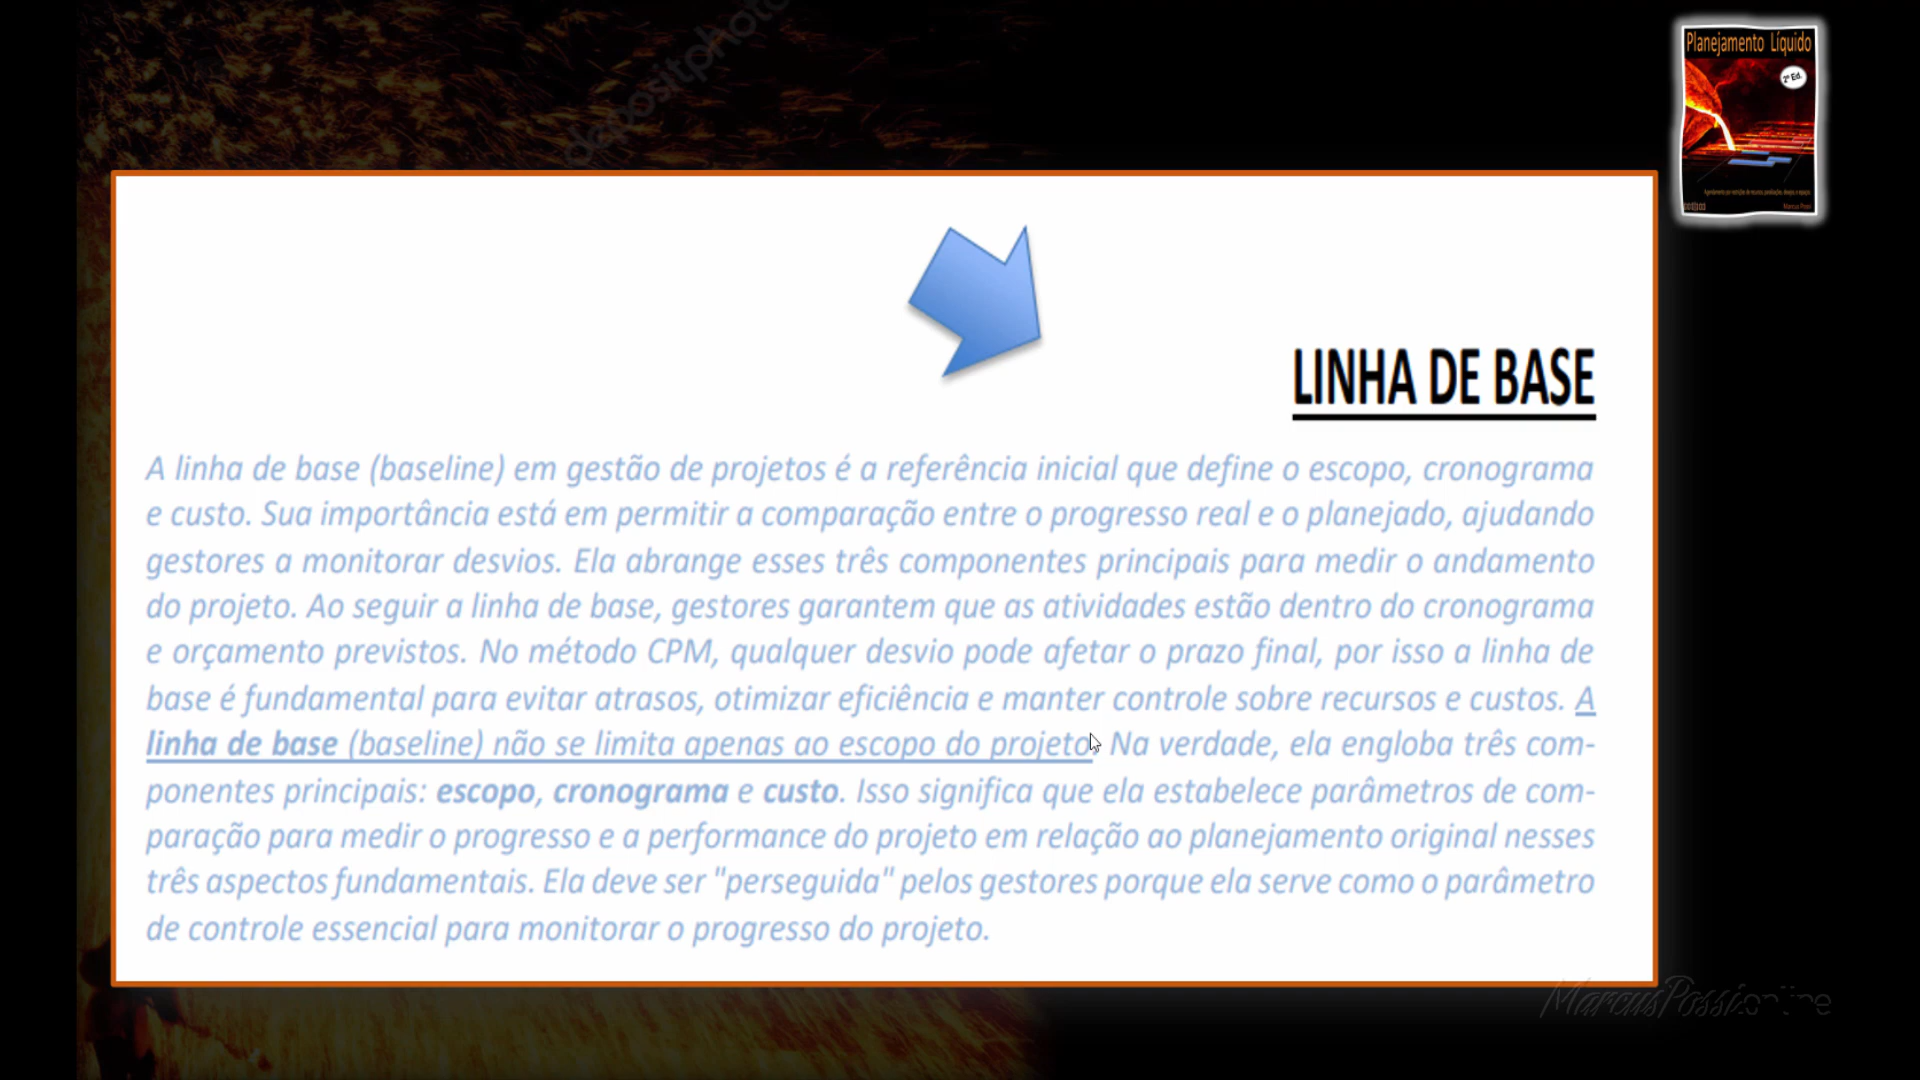 depositphoto
Planejamento Líquido
2ª Ed.
Marcus Possi
LINHA DE BASE
A linha de base (baseline) em gestão de projetos é a referência inicial que define o escopo, cronograma
e custo. Sua importância está em permitir a comparação entre o progresso real e o planejado, ajudando
gestores a monitorar desvios. Ela abrange esses três componentes principais para medir o andamento
do projeto. Ao seguir a linha de base, gestores garantem que as atividades estão dentro do cronograma
e orçamento previstos. No método CPM, qualquer desvio pode afetar o prazo final, por isso a linha de
base é fundamental para evitar atrasos, otimizar eficiência e manter controle sobre recursos e custos. A
linha de base (baseline) não se limita apenas ao escopo do projeto. Na verdade, ela engloba três com-
ponentes principais: escopo, cronograma e custo. Isso significa que ela estabelece parâmetros de com-
paração para medir o progresso e a performance do projeto em relação ao planejamento original nesses
três aspectos fundamentais. Ela deve ser "perseguida" pelos gestores porque ela serve como o parâmetro
de controle essencial para monitorar o progresso do projeto.
MarcusPossi.online